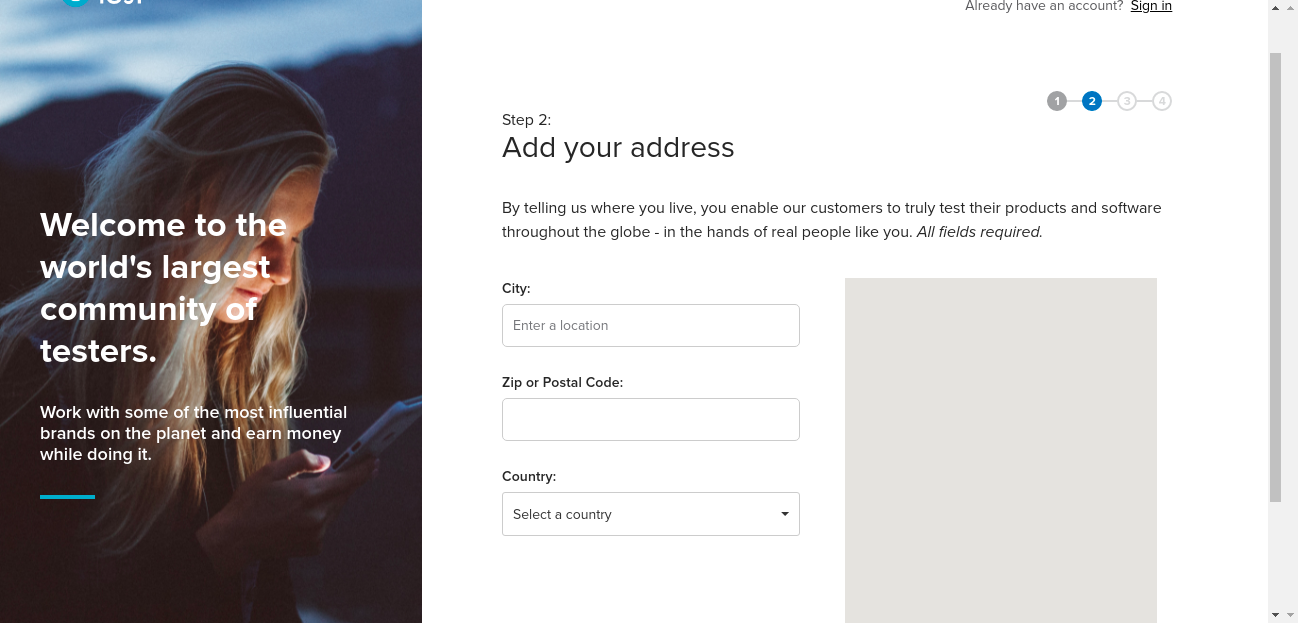 Already have an account? Sign in
1 2 3 4
Step 2:
Add your address
By telling us where you live, you enable our customers to truly test their products and software
throughout the globe - in the hands of real people like you. All fields required.
City:
Enter a location
Zip or Postal Code:
Country:
Select a country
Welcome to the
world's largest
community of
testers.
Work with some of the most influential
brands on the planet and earn money
while doing it.